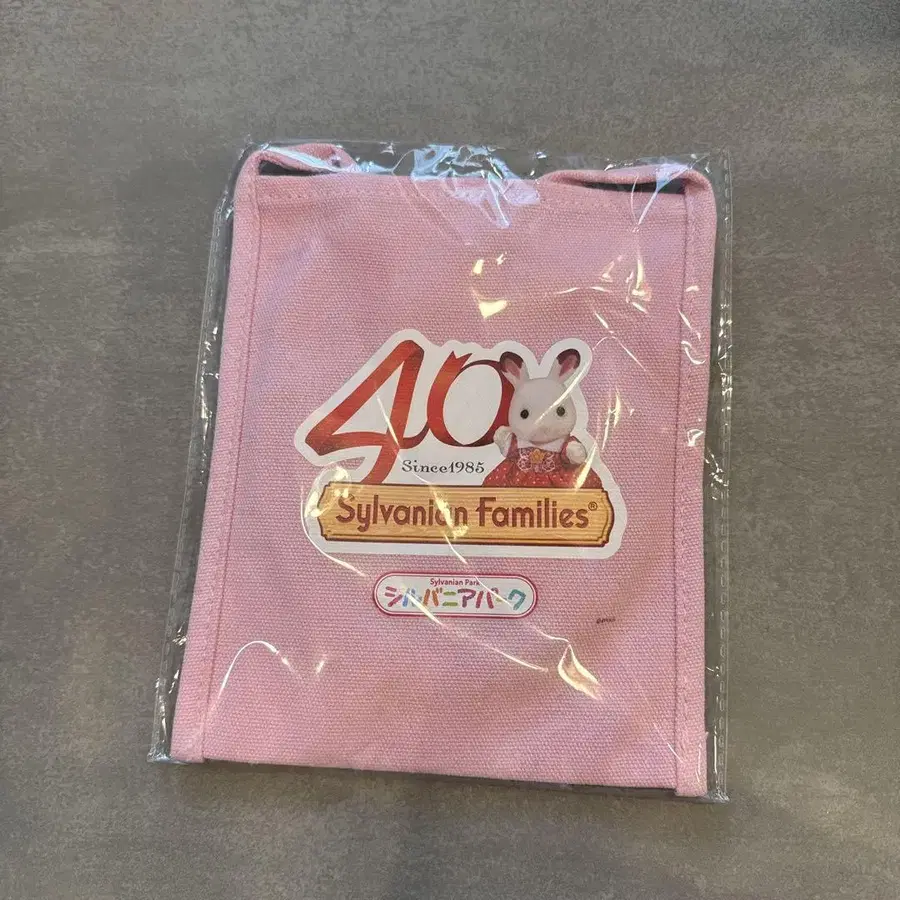 40
Since1985
Sylvanian Families®
Sylvanian Park
シルバニアパーク